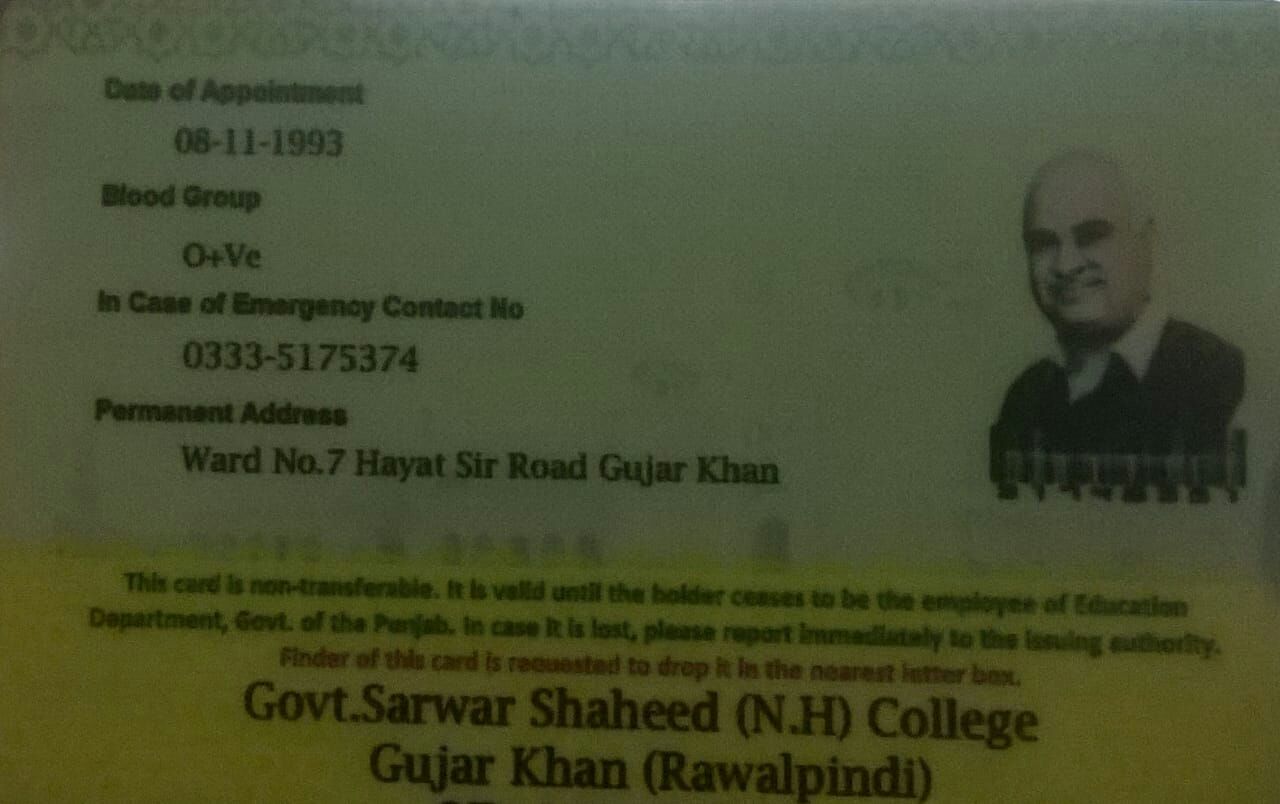 Date of Appointment
08-11-1993
Blood Group
O+Ve
In Case of Emergency Contact No
0333-5175374
Permanent Address
Ward No.7 Hayat Sir Road Gujar Khan
This card is non-transferable. It is valid until the holder ceases to be the employee of Education
Department, Govt. of the Punjab. In case it is lost, please report immediately to the issuing authority.
Finder of this card is requested to drop it in the nearest letter box.
Govt.Sarwar Shaheed (N.H) College
Gujar Khan (Rawalpindi)